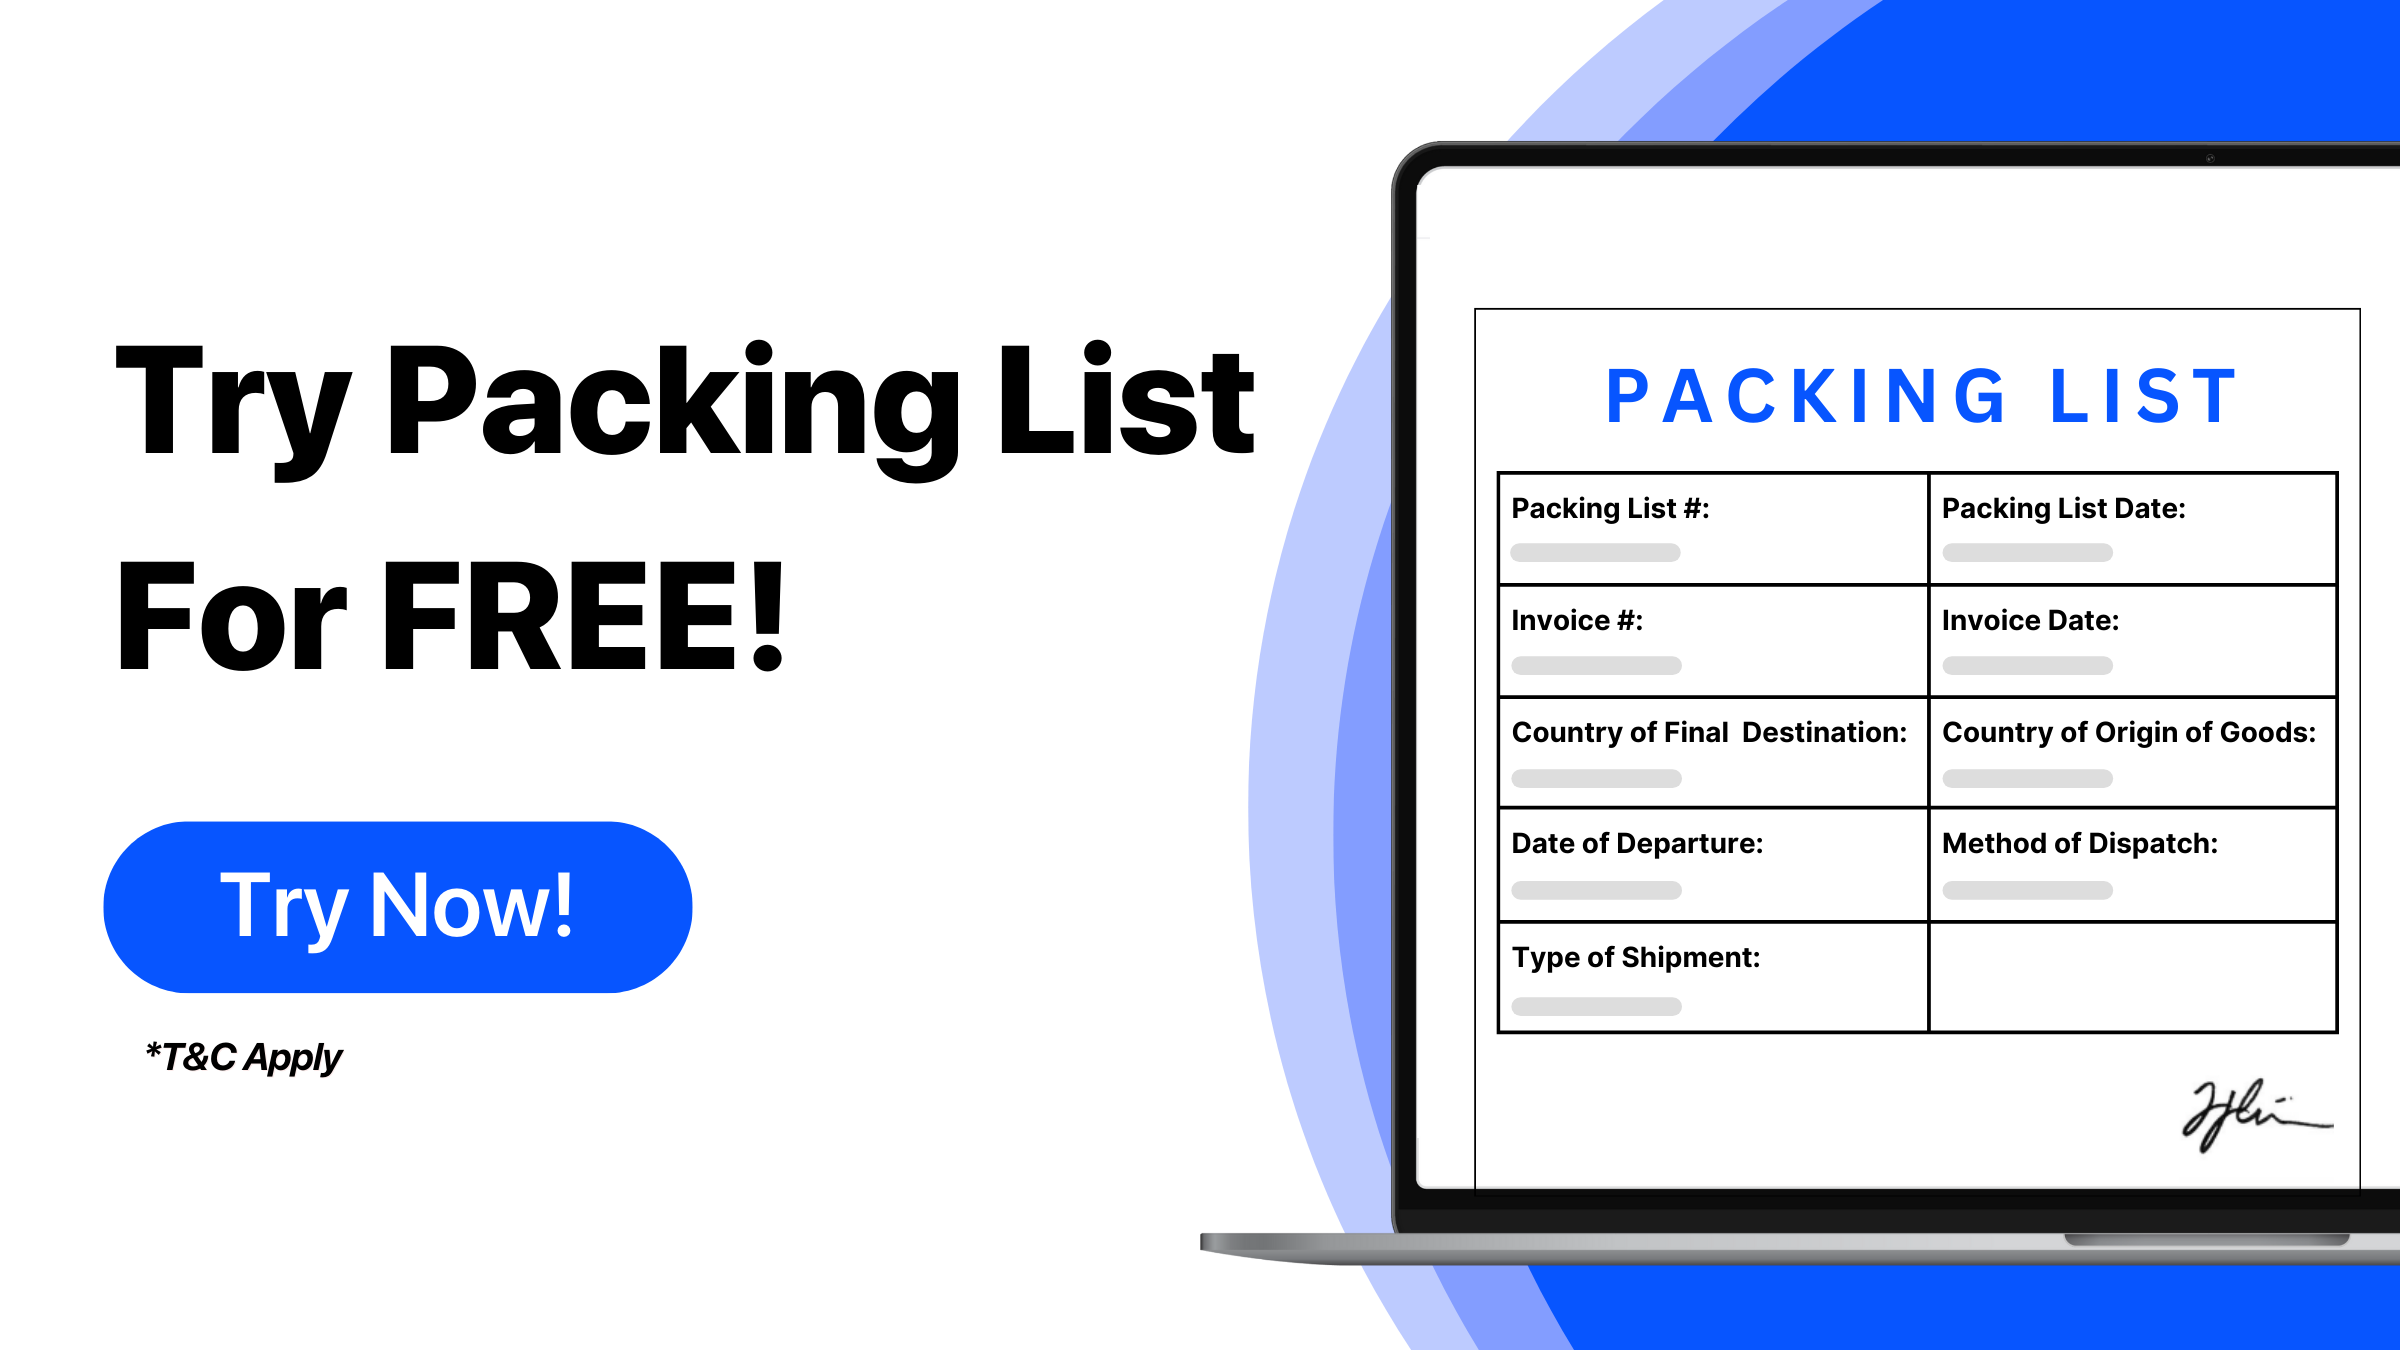 Try Packing List
For FREE!
Try Now!
*T&C Apply
PACKING LIST
Packing List #:
Packing List Date:
Invoice #:
Invoice Date:
Country of Final  Destination:
Country of Origin of Goods:
Date of Departure:
Method of Dispatch:
Type of Shipment: